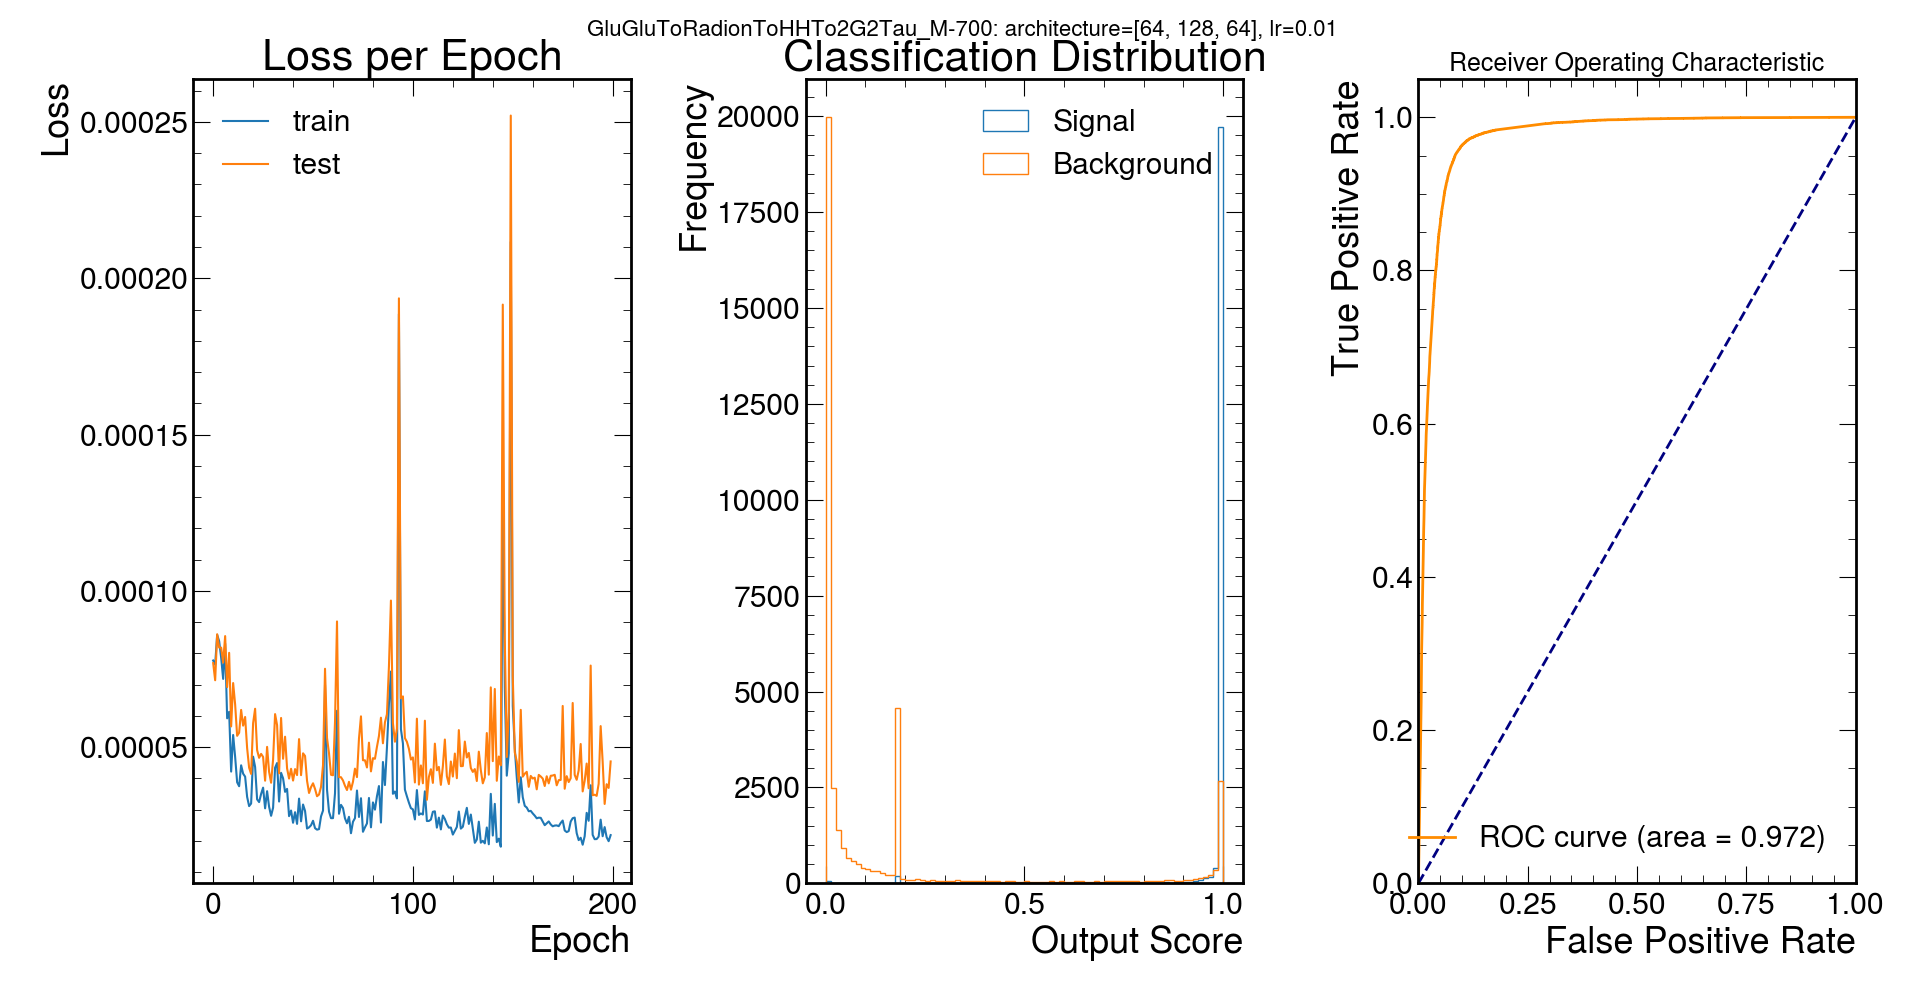 GluGluToRadionToHHTo2G2Tau_M-700: architecture=[64, 128, 64], lr=0.01
Loss per Epoch
Loss
0.00025
0.00020
0.00015
0.00010
0.00005
train
test
0
100
200
Epoch
Classification Distribution
Frequency
20000
17500
15000
12500
10000
7500
5000
2500
0
Signal
Background
0.0
0.5
1.0
Output Score
Receiver Operating Characteristic
True Positive Rate
1.0
0.8
0.6
0.4
0.2
0.0
ROC curve (area = 0.972)
0.00
0.25
0.50
0.75
1.00
False Positive Rate